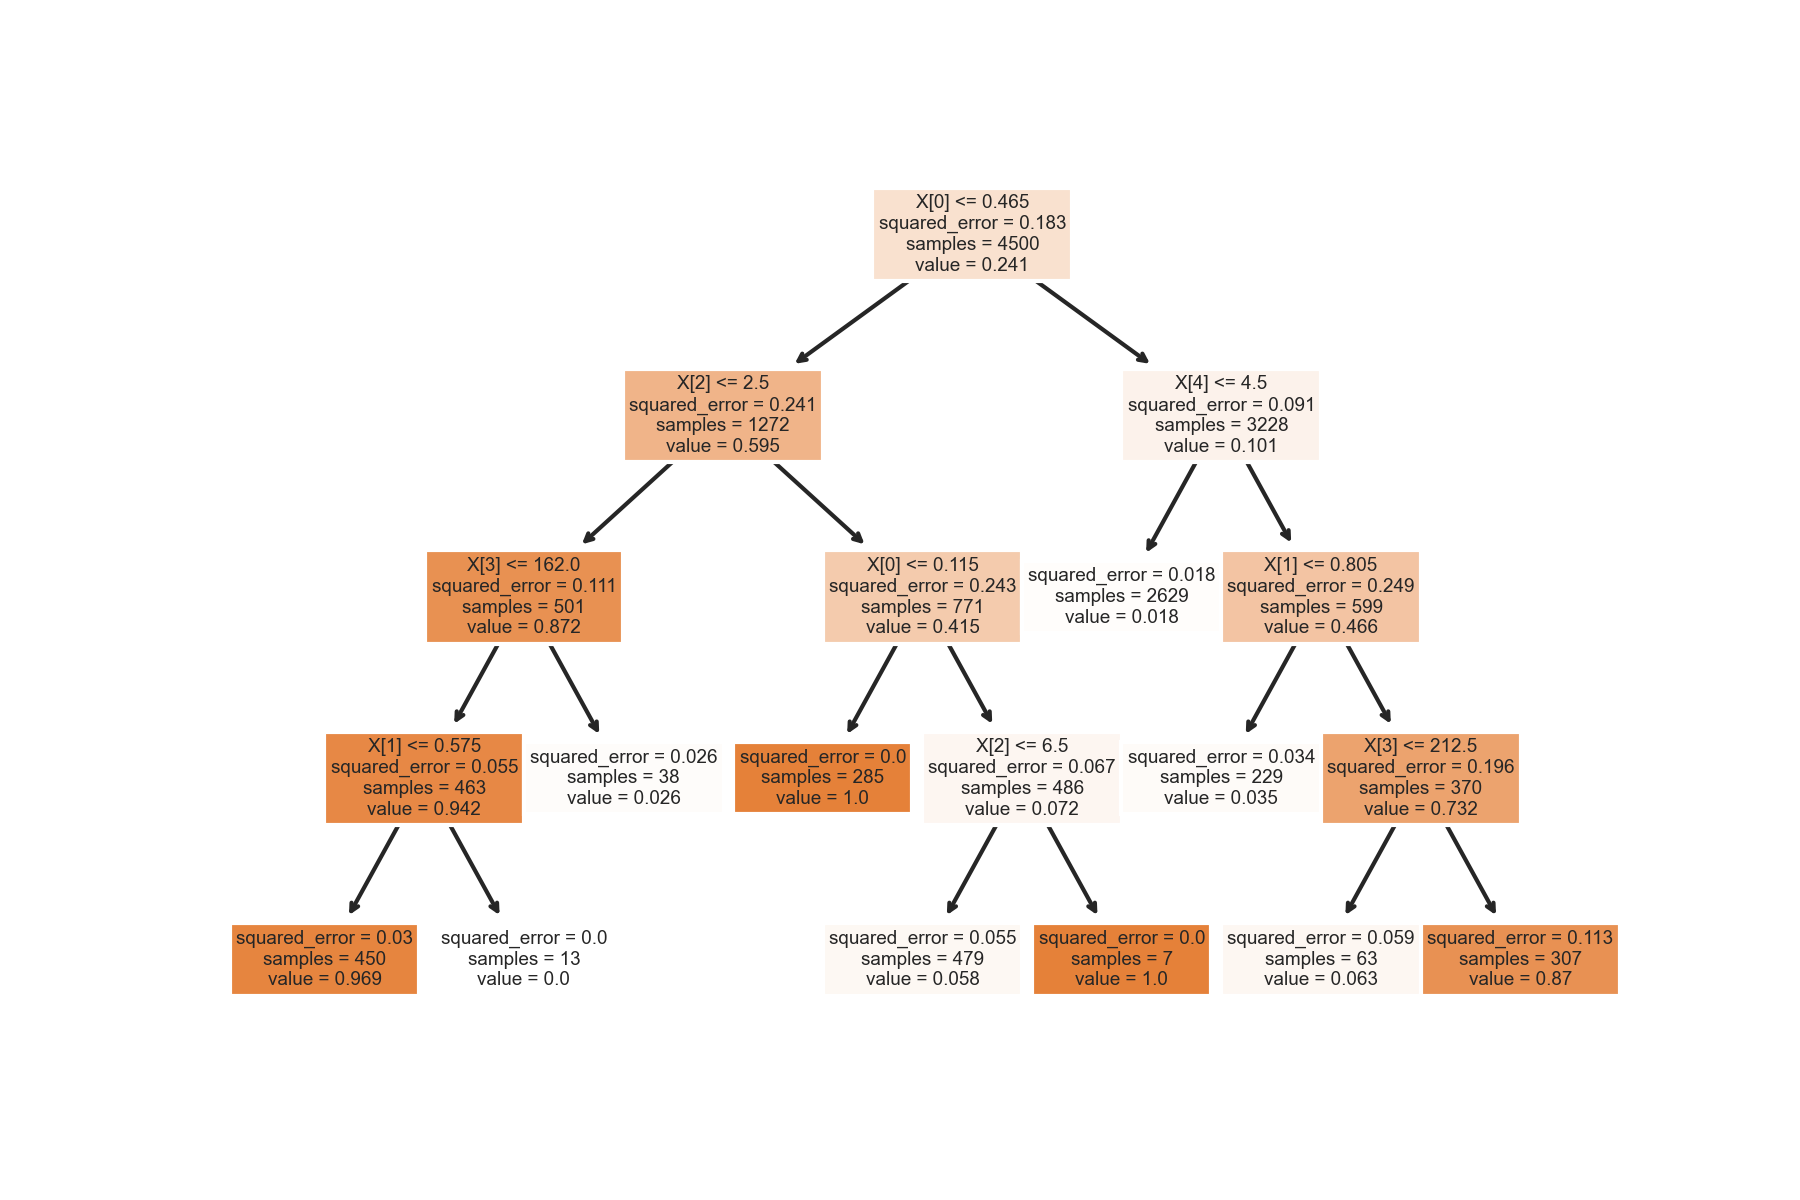 X[0] <= 0.465
squared_error = 0.183
samples = 4500
value = 0.241
X[2] <= 2.5
squared_error = 0.241
samples = 1272
value = 0.595
X[4] <= 4.5
squared_error = 0.091
samples = 3228
value = 0.101
X[3] <= 162.0
squared_error = 0.111
samples = 501
value = 0.872
X[0] <= 0.115
squared_error = 0.243
samples = 771
value = 0.415
squared_error = 0.018
samples = 2629
value = 0.018
X[1] <= 0.805
squared_error = 0.249
samples = 599
value = 0.466
X[1] <= 0.575
squared_error = 0.055
samples = 463
value = 0.942
squared_error = 0.026
samples = 38
value = 0.026
squared_error = 0.0
samples = 285
value = 1.0
X[2] <= 6.5
squared_error = 0.067
samples = 486
value = 0.072
squared_error = 0.034
samples = 229
value = 0.035
X[3] <= 212.5
squared_error = 0.196
samples = 370
value = 0.732
squared_error = 0.03
samples = 450
value = 0.969
squared_error = 0.0
samples = 13
value = 0.0
squared_error = 0.055
samples = 479
value = 0.058
squared_error = 0.0
samples = 7
value = 1.0
squared_error = 0.059
samples = 63
value = 0.063
squared_error = 0.113
samples = 307
value = 0.87